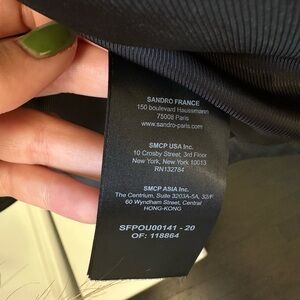 SANDRO FRANCE
150 boulevard Haussmann
75008 Paris
www.sandro-paris.com
SMCP USA Inc.
10 Crosby Street, 3rd Floor
New York, New York 10013
RN132784
SMCP ASIA Inc.
The Centrium, Suite 3203A-5A, 32/F
60 Wyndham Street, Central
HONG-KONG
SFPOU00141 - 20
OF: 118864